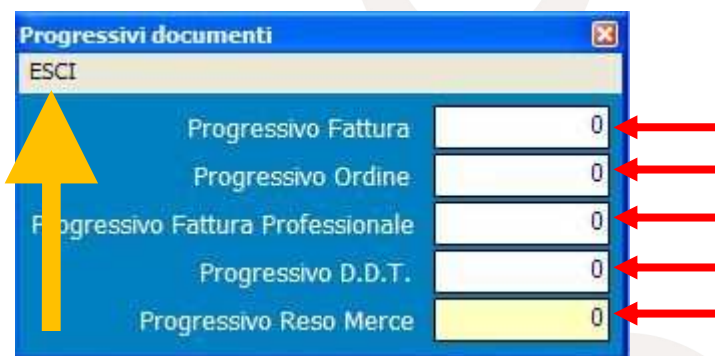 Progressivi documenti
ESCI
Progressivo Fattura 0
Progressivo Ordine 0
Progressivo Fattura Professionale 0
Progressivo D.D.T. 0
Progressivo Reso Merce 0